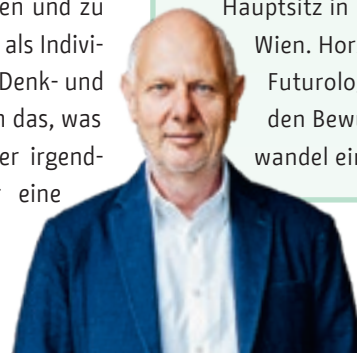 en und zu
als Indivi-
Denk- und
n das, was
er irgend-
eine
Hauptsitz in
Wien. Hor
Futurolo
den Bewu
wandel ei